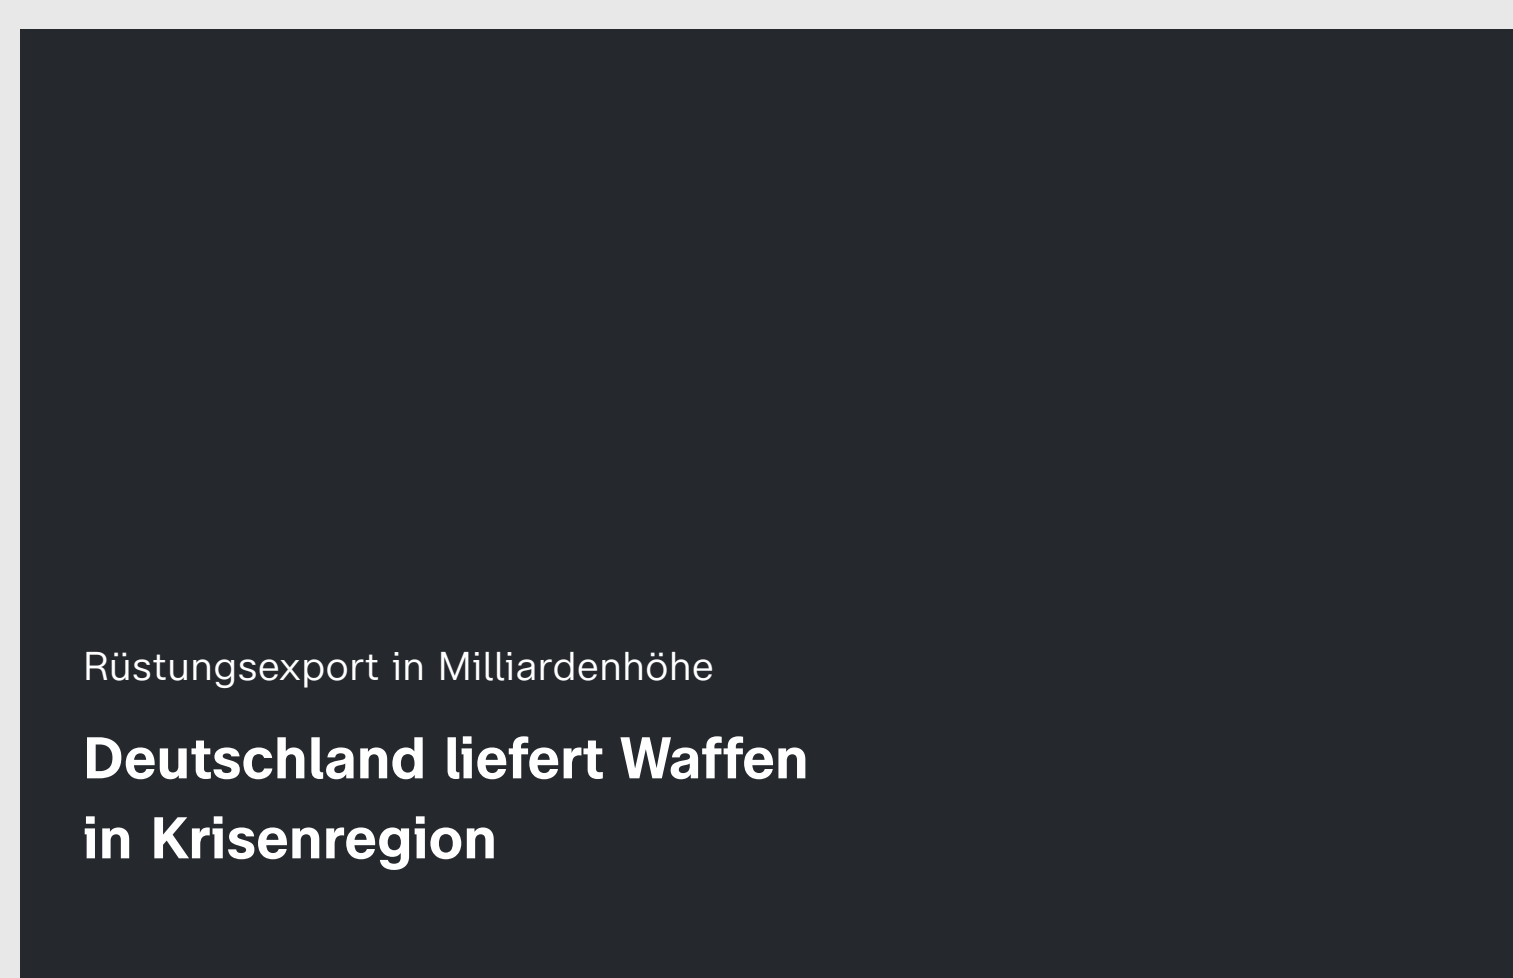 Rüstungsexport in Milliardenhöhe
Deutschland liefert Waffen
in Krisenregion